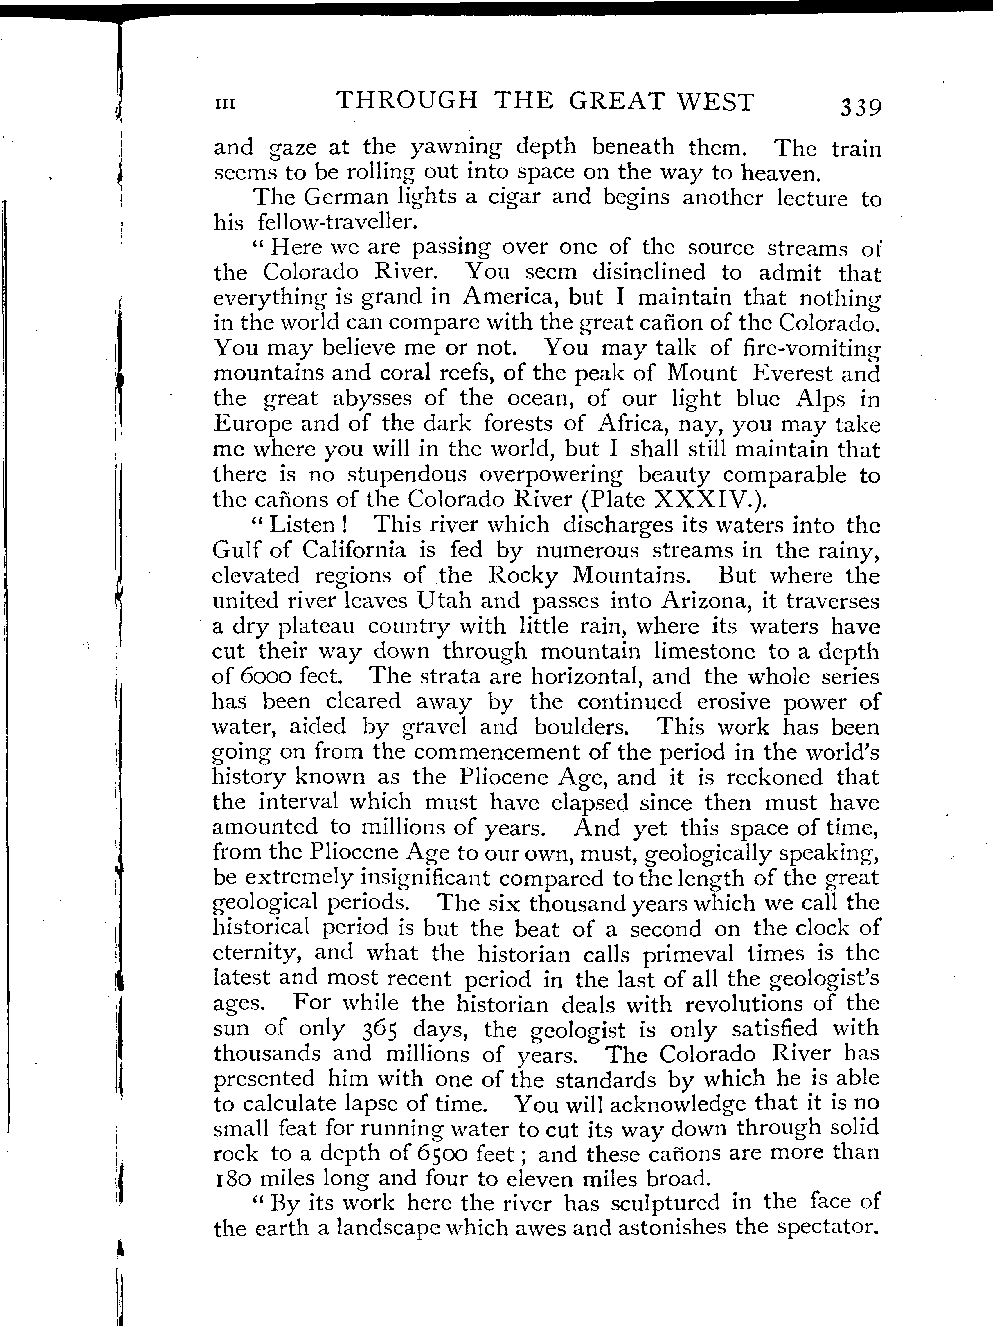 III THROUGH THE GREAT WEST 339
and gaze at the yawning depth beneath them. The train
seems to be rolling out into space on the way to heaven.
The German lights a cigar and begins another lecture to
his fellow-traveller.
“Here we are passing over one of the source streams of
the Colorado River. You seem disinclined to admit that
everything is grand in America, but I maintain that nothing
in the world can compare with the great cañon of the Colorado.
You may believe me or not. You may talk of fire-vomiting
mountains and coral reefs, of the peak of Mount Everest and
the great abysses of the ocean, of our light blue Alps in
Europe and of the dark forests of Africa, nay, you may take
me where you will in the world, but I shall still maintain that
there is no stupendous overpowering beauty comparable to
the cañons of the Colorado River (Plate XXXIV.).
“Listen! This river which discharges its waters into the
Gulf of California is fed by numerous streams in the rainy,
elevated regions of the Rocky Mountains. But where the
united river leaves Utah and passes into Arizona, it traverses
a dry plateau country with little rain, where its waters have
cut their way down through mountain limestone to a depth
of 6000 feet. The strata are horizontal, and the whole series
has been cleared away by the continued erosive power of
water, aided by gravel and boulders. This work has been
going on from the commencement of the period in the world’s
history known as the Pliocene Age, and it is reckoned that
the interval which must have elapsed since then must have
amounted to millions of years. And yet this space of time,
from the Pliocene Age to our own, must, geologically speaking,
be extremely insignificant compared to the length of the great
geological periods. The six thousand years which we call the
historical period is but the beat of a second on the clock of
eternity, and what the historian calls primeval times is the
latest and most recent period in the last of all the geologist’s
ages. For while the historian deals with revolutions of the
sun of only 365 days, the geologist is only satisfied with
thousands and millions of years. The Colorado River has
presented him with one of the standards by which he is able
to calculate lapse of time. You will acknowledge that it is no
small feat for running water to cut its way down through solid
rock to a depth of 6500 feet; and these cañons are more than
180 miles long and four to eleven miles broad.
“By its work here the river has sculptured in the face of
the earth a landscape which awes and astonishes the spectator.